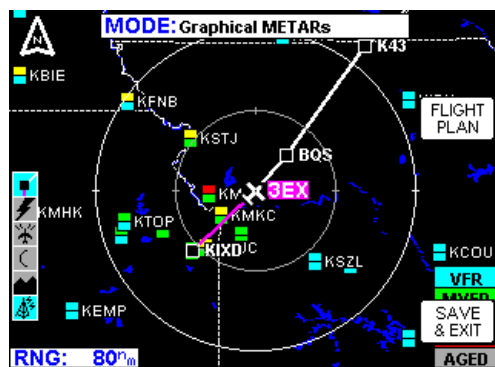 MODE: Graphical METARs
N
K43
KBIE
KFNB
FLIGHT
PLAN
KSTJ
BQS
3EX
KMHK
KMKC
KTOP
KIXD
KSZL
KCOU
VFR
KEMP
SAVE
& EXIT
RNG: 80nm
AGED